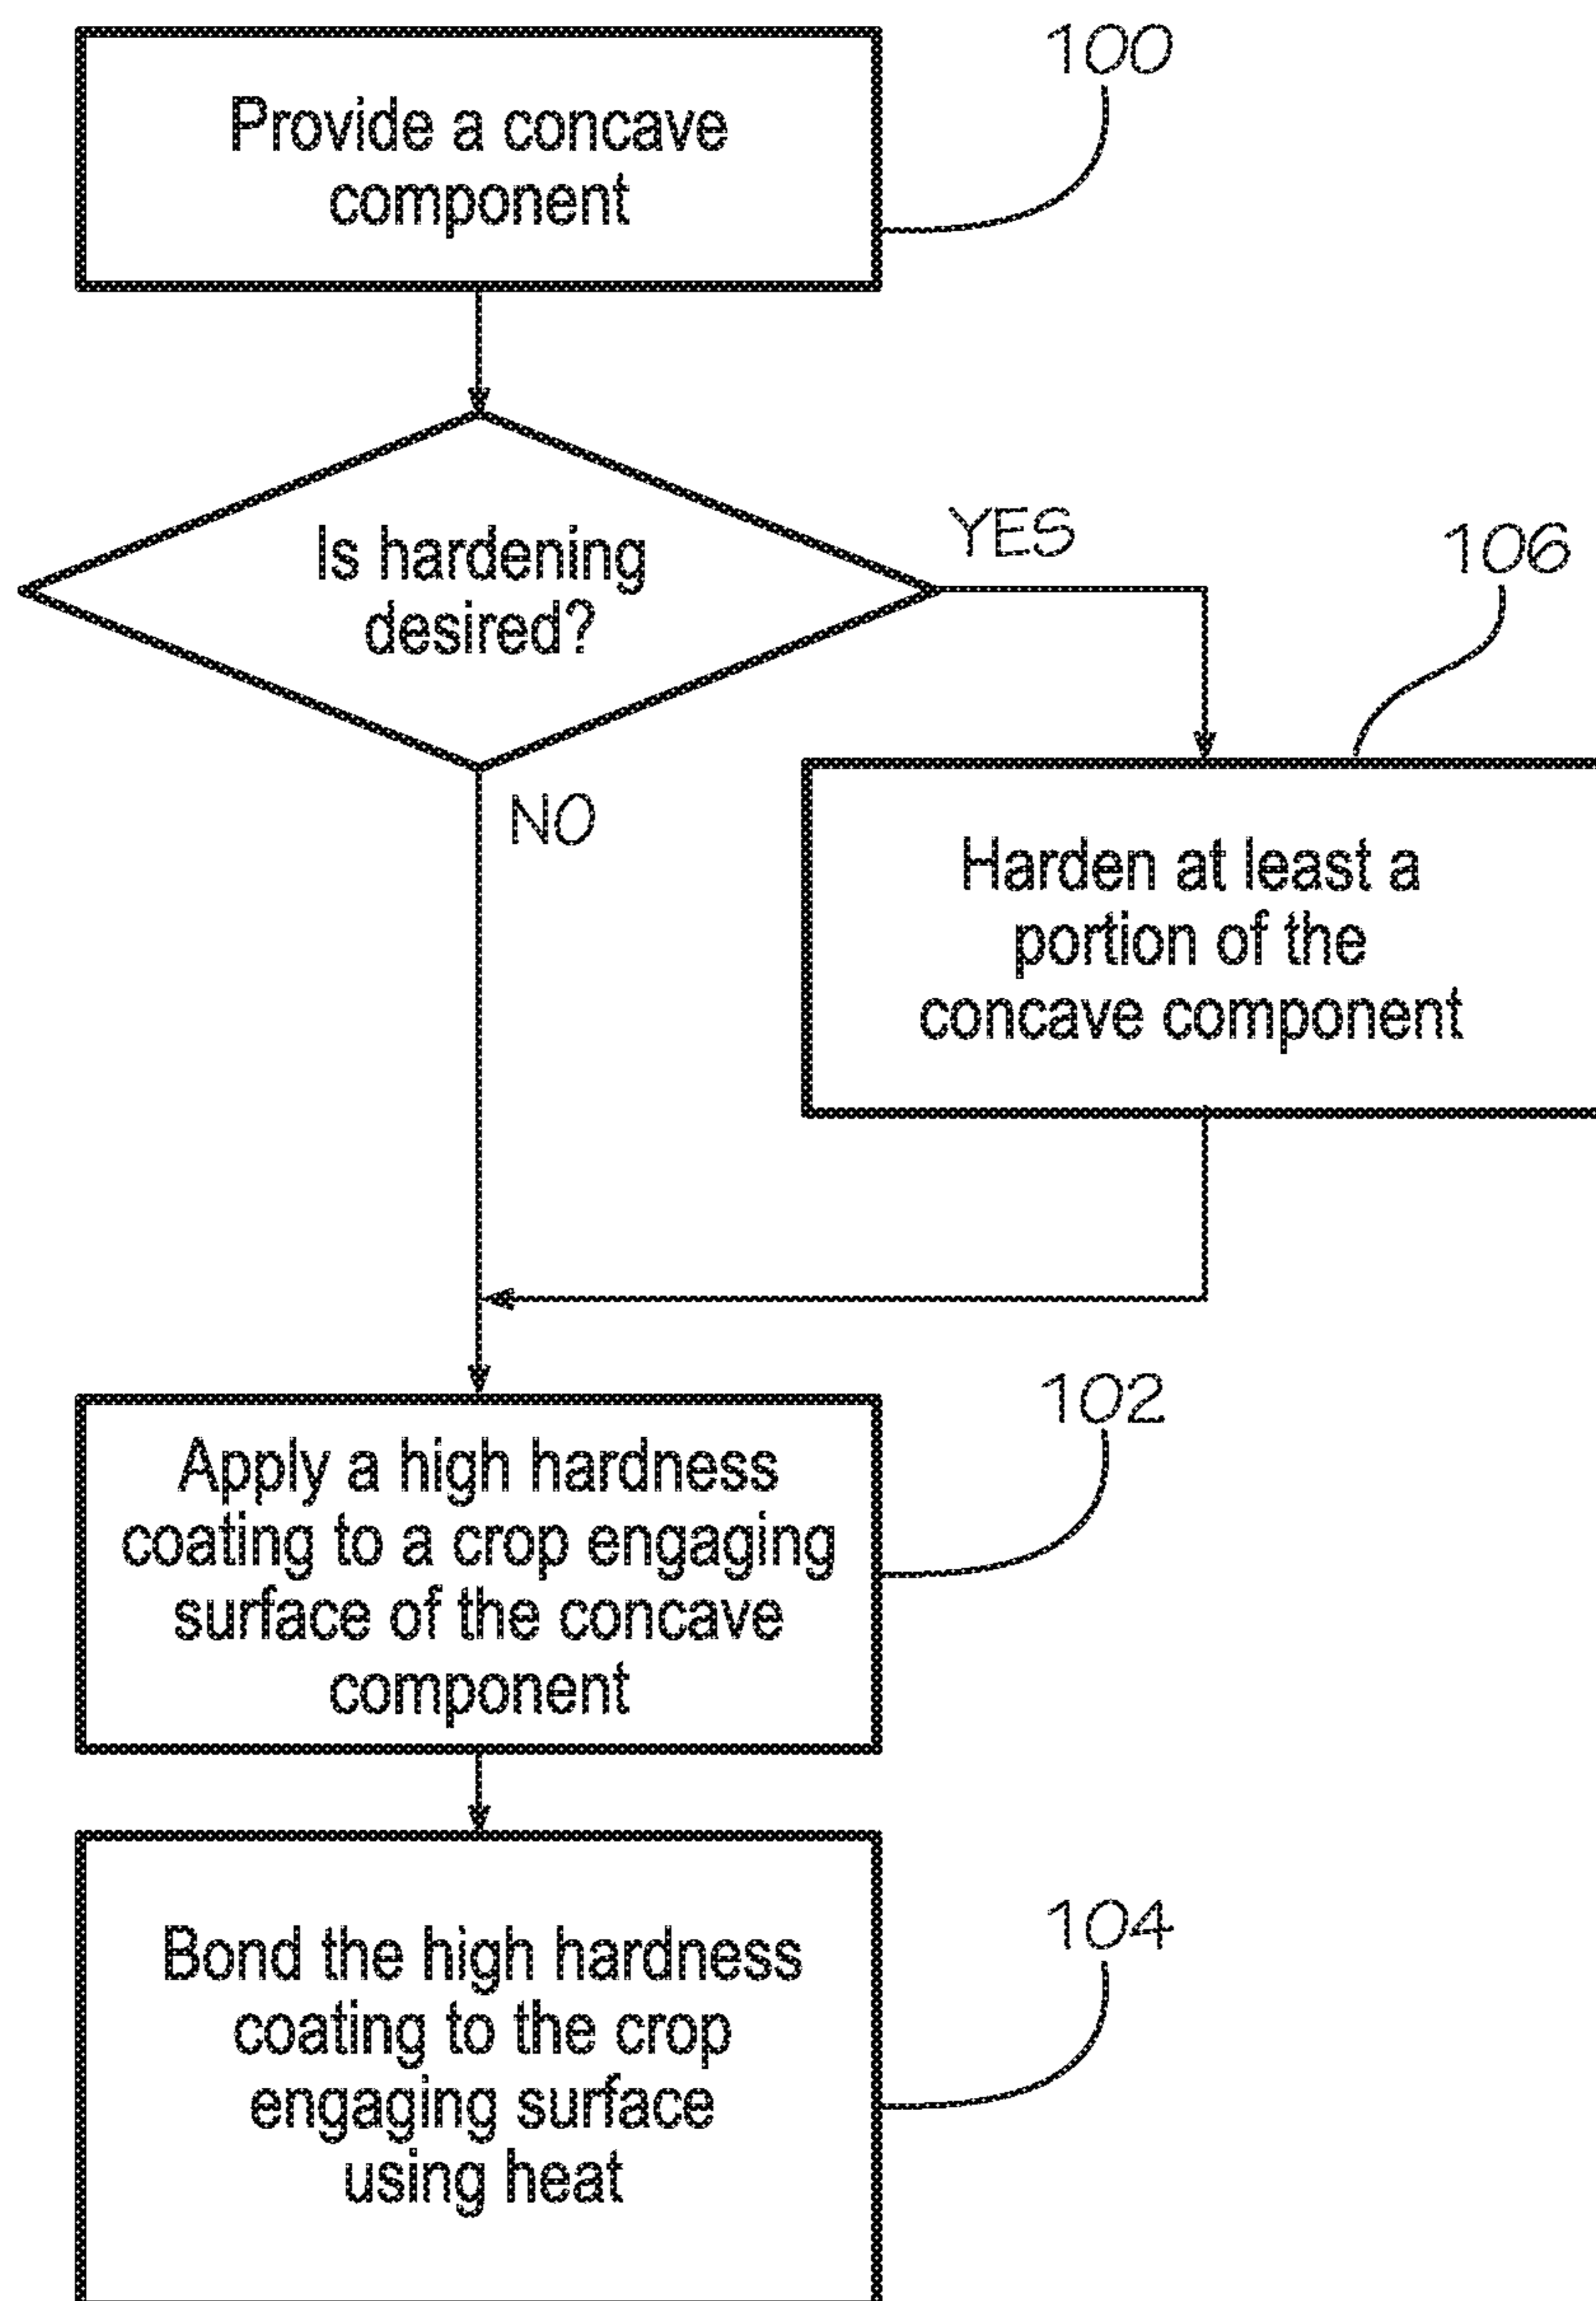 100
Provide a concave
component
Is hardening
desired?
YES
106
NO
Harden at least a
portion of the
concave component
102
Apply a high hardness
coating to a crop engaging
surface of the concave
component
104
Bond the high hardness
coating to the crop
engaging surface
using heat